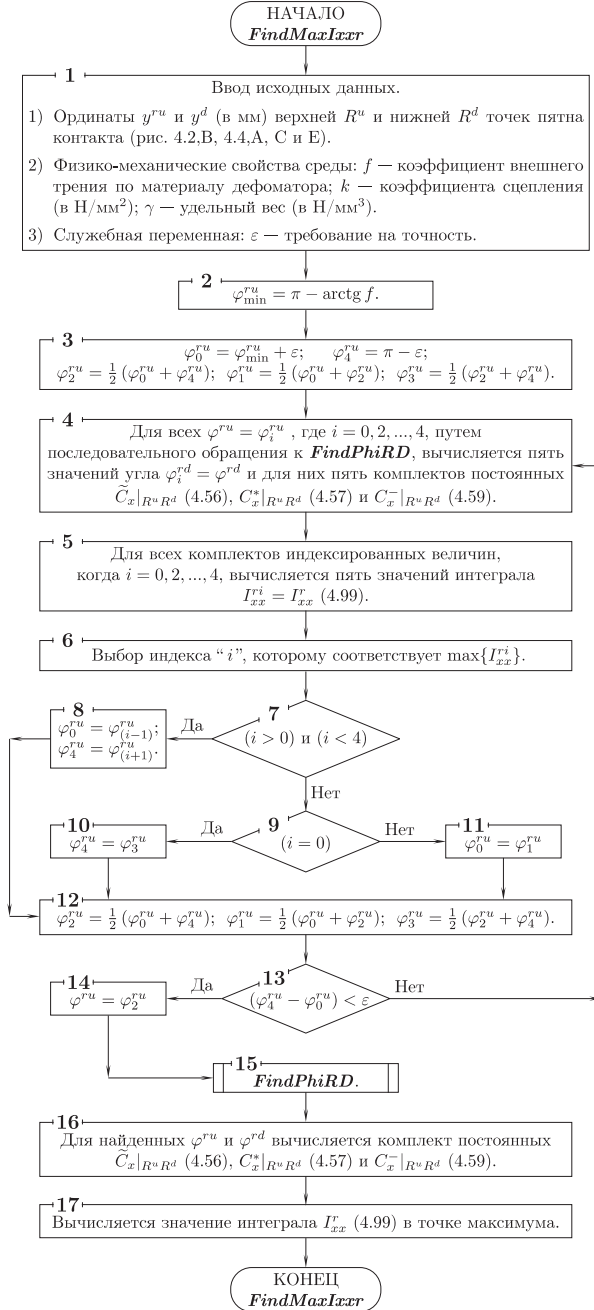 НАЧАЛО
FindMaxIxxr
1
Ввод исходных данных.
1) Ординаты y^{ru} и y^{d} (в мм) верхней R^{u} и нижней R^{d} точек пятна
контакта (рис. 4.2,B, 4.4,A, C и E).
2) Физико-механические свойства среды: f — коэффициент внешнего
трения по материалу дефоматора; k — коэффициента сцепления
(в Н/мм²); γ — удельный вес (в Н/мм³).
3) Служебная переменная: ε — требование на точность.
2
φ^{ru}_{min} = π − arctg f.
3
φ^{ru}_0 = φ^{ru}_{min} + ε; φ^{ru}_4 = π − ε;
φ^{ru}_2 = ½ (φ^{ru}_0 + φ^{ru}_4); φ^{ru}_1 = ½ (φ^{ru}_0 + φ^{ru}_2); φ^{ru}_3 = ½ (φ^{ru}_2 + φ^{ru}_4).
4
Для всех φ^{ru} = φ^{ru}_i , где i = 0, 2, ..., 4, путем
последовательного обращения к FindPhiRD, вычисляется пять
значений угла φ^{rd}_i = φ^{rd} и для них пять комплектов постоянных
C̃_x|_{R^uR^d} (4.56), C^*_x|_{R^uR^d} (4.57) и C^-_x|_{R^uR^d} (4.59).
5
Для всех комплектов индексированных величин,
когда i = 0, 2, ..., 4, вычисляется пять значений интеграла
I^{ri}_{xx} = I^{r}_{xx} (4.99).
6
Выбор индекса “ i”, которому соответствует max{I^{ri}_{xx}}.
7
(i > 0) и (i < 4)
Да
8
φ^{ru}_0 = φ^{ru}_{(i−1)};
φ^{ru}_4 = φ^{ru}_{(i+1)}.
Нет
9
(i = 0)
Да
Нет
10
φ^{ru}_4 = φ^{ru}_3
11
φ^{ru}_0 = φ^{ru}_1
12
φ^{ru}_2 = ½ (φ^{ru}_0 + φ^{ru}_4); φ^{ru}_1 = ½ (φ^{ru}_0 + φ^{ru}_2); φ^{ru}_3 = ½ (φ^{ru}_2 + φ^{ru}_4).
13
(φ^{ru}_4 − φ^{ru}_0) < ε
Да
Нет
14
φ^{ru} = φ^{ru}_2
15
FindPhiRD.
16
Для найденных φ^{ru} и φ^{rd} вычисляется комплект постоянных
C̃_x|_{R^uR^d} (4.56), C^*_x|_{R^uR^d} (4.57) и C^-_x|_{R^uR^d} (4.59).
17
Вычисляется значение интеграла I^{r}_{xx} (4.99) в точке максимума.
КОНЕЦ
FindMaxIxxr